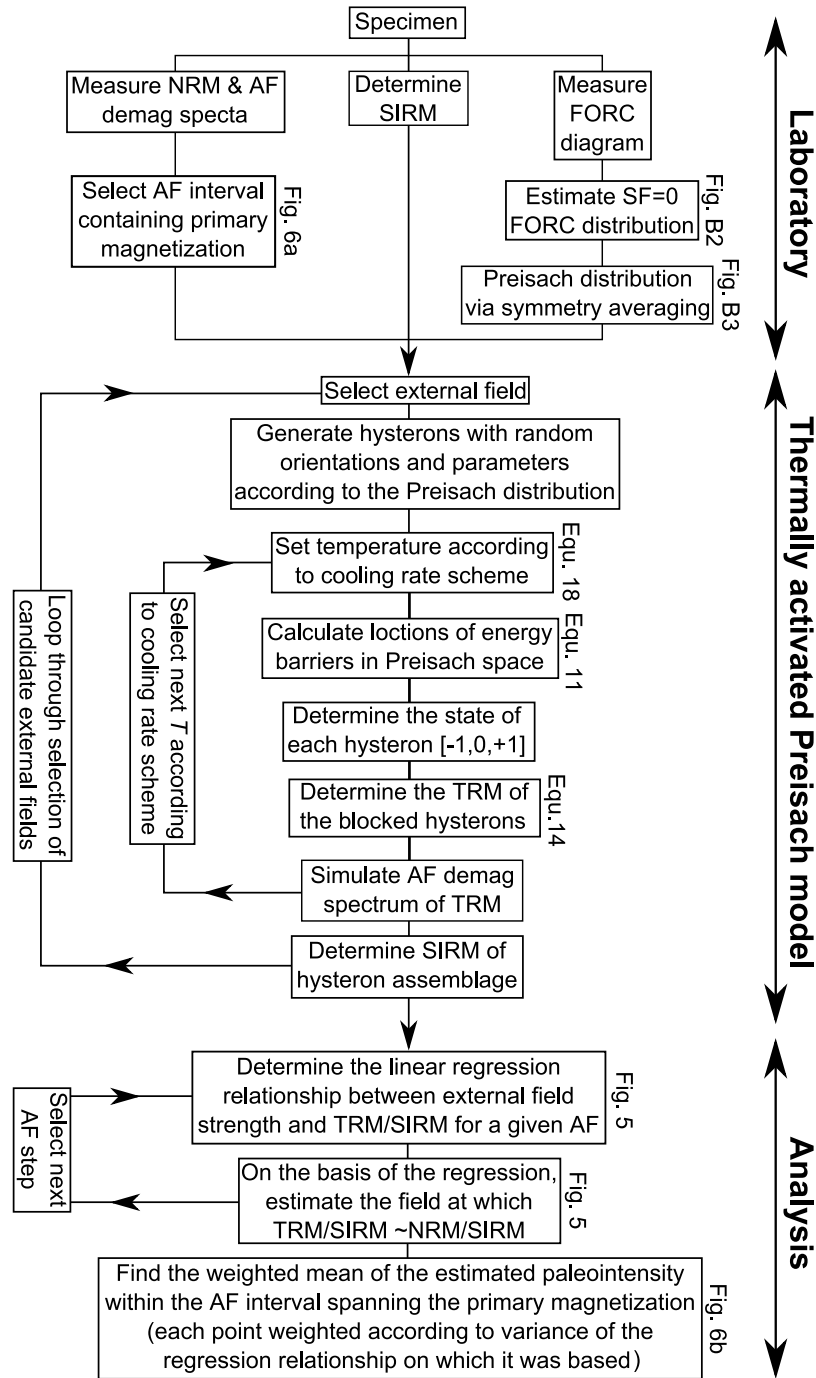 Specimen
Measure NRM & AF
demag specta
Determine
SIRM
Measure
FORC
diagram
Select AF interval
containing primary
magnetization
Fig. 6a
Estimate SF=0
FORC distribution
Fig. B2
Preisach distribution
via symmetry averaging
Fig. B3
Laboratory
Select external field
Generate hysterons with random
orientations and parameters
according to the Preisach distribution
Set temperature according
to cooling rate scheme
Equ. 18
Calculate loctions of energy
barriers in Preisach space
Equ. 11
Determine the state of
each hysteron [-1,0,+1]
Determine the TRM of
the blocked hysterons
Equ.14
Simulate AF demag
spectrum of TRM
Select next T according
to cooling rate scheme
Determine SIRM of
hysteron assemblage
Loop through selection of
candidate external fields
Thermally activated Preisach model
Determine the linear regression
relationship between external field
strength and TRM/SIRM for a given AF
Fig. 5
On the basis of the regression,
estimate the field at which
TRM/SIRM ~NRM/SIRM
Fig. 5
Select next
AF step
Find the weighted mean of the estimated paleointensity
within the AF interval spanning the primary magnetization
(each point weighted according to variance of the
regression relationship on which it was based)
Fig. 6b
Analysis